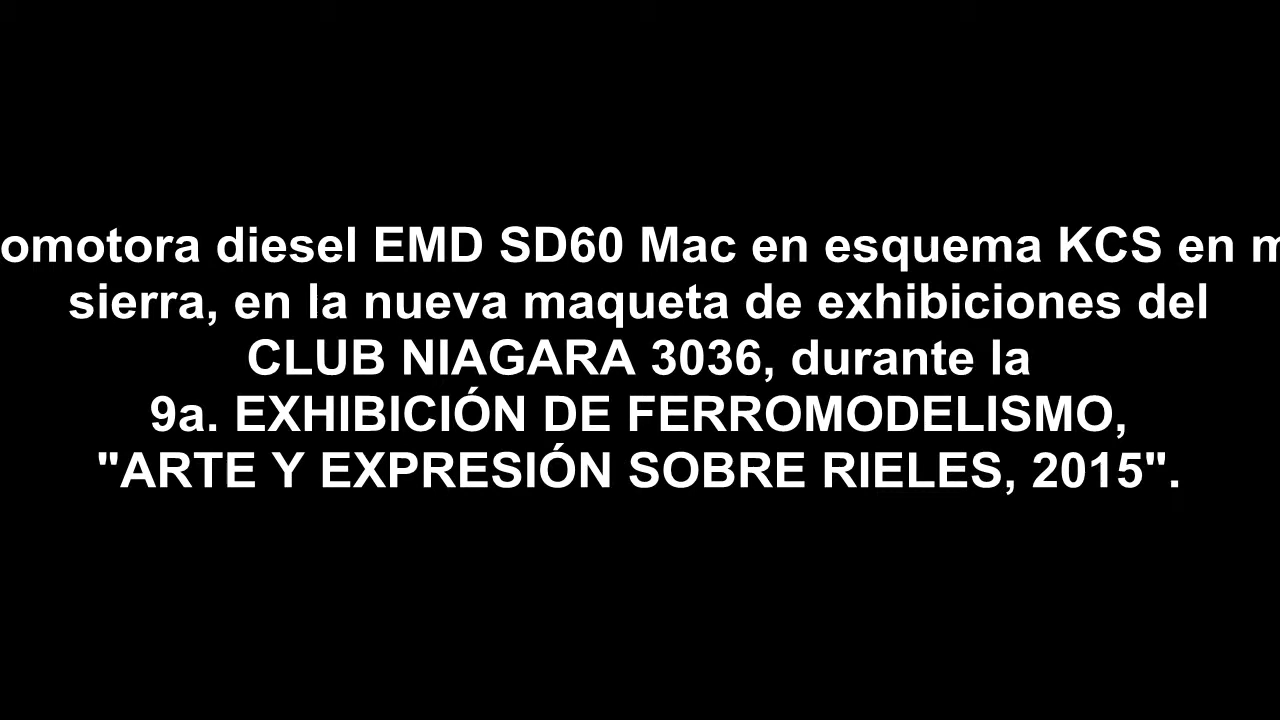 omotora diesel EMD SD60 Mac en esquema KCS en m
sierra, en la nueva maqueta de exhibiciones del
CLUB NIAGARA 3036, durante la
9a. EXHIBICIÓN DE FERROMODELISMO,
"ARTE Y EXPRESIÓN SOBRE RIELES, 2015".